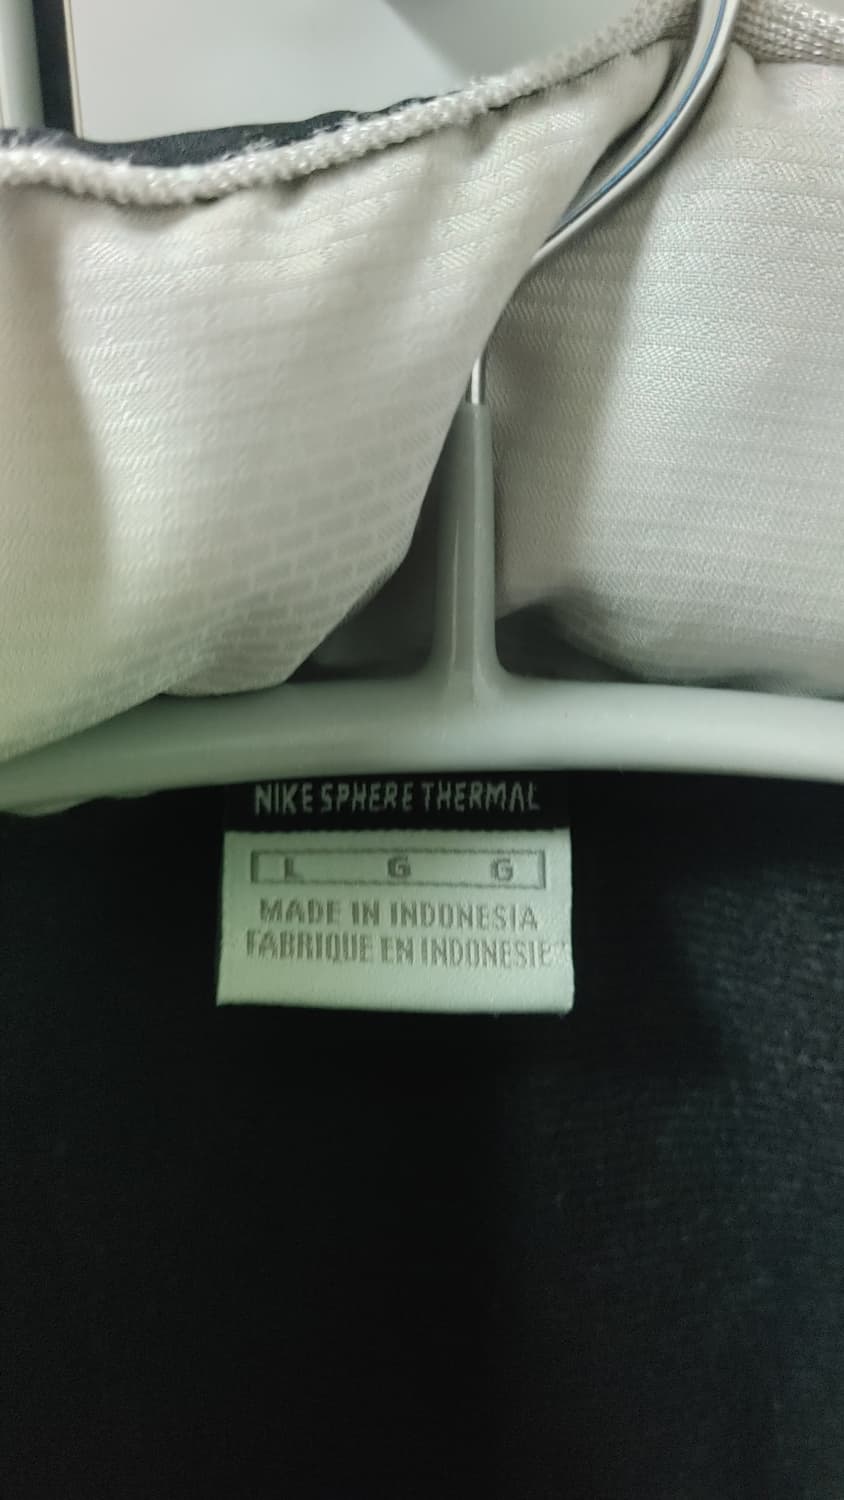 NIKE SPHERE THERMAL
L G G
MADE IN INDONESIA
FABRIQUE EN INDONESIE